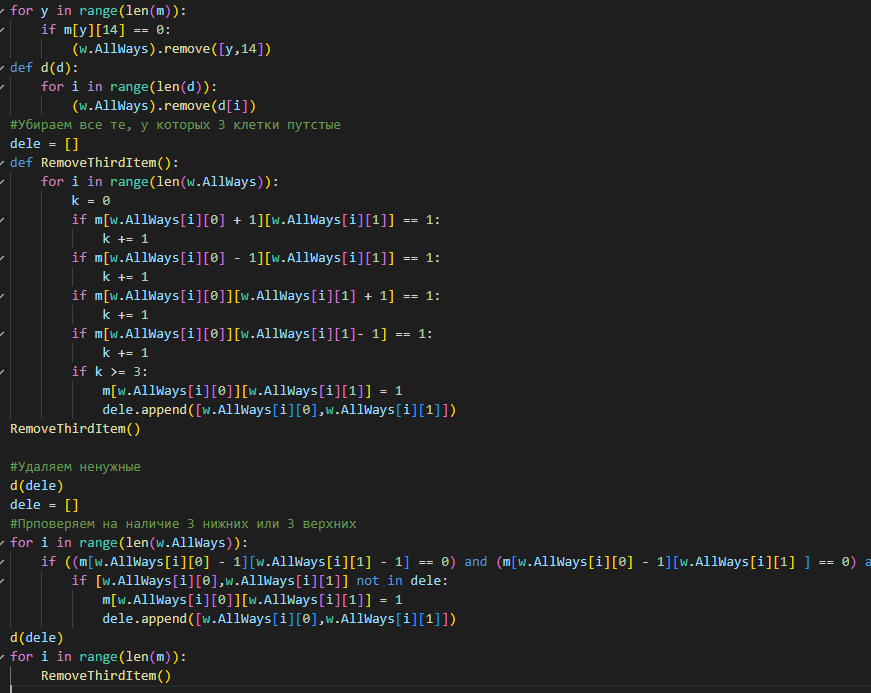 for y in range(len(m)):
    if m[y][14] == 0:
        (w.AllWays).remove([y,14])
def d(d):
    for i in range(len(d)):
        (w.AllWays).remove(d[i])
#Убираем все те, у которых 3 клетки путстые
dele = []
def RemoveThirdItem():
    for i in range(len(w.AllWays)):
        k = 0
        if m[w.AllWays[i][0] + 1][w.AllWays[i][1]] == 1:
            k += 1
        if m[w.AllWays[i][0] - 1][w.AllWays[i][1]] == 1:
            k += 1
        if m[w.AllWays[i][0]][w.AllWays[i][1] + 1] == 1:
            k += 1
        if m[w.AllWays[i][0]][w.AllWays[i][1]- 1] == 1:
            k += 1
        if k >= 3:
            m[w.AllWays[i][0]][w.AllWays[i][1]] = 1
            dele.append([w.AllWays[i][0],w.AllWays[i][1]])
RemoveThirdItem()
#Удаляем ненужные
d(dele)
dele = []
#Прповеряем на наличие 3 нижних или 3 верхних
for i in range(len(w.AllWays)):
    if ((m[w.AllWays[i][0] - 1][w.AllWays[i][1] - 1] == 0) and (m[w.AllWays[i][0] - 1][w.AllWays[i][1] ] == 0)
        if [w.AllWays[i][0],w.AllWays[i][1]] not in dele:
            m[w.AllWays[i][0]][w.AllWays[i][1]] = 1
            dele.append([w.AllWays[i][0],w.AllWays[i][1]])
d(dele)
for i in range(len(m)):
    RemoveThirdItem()